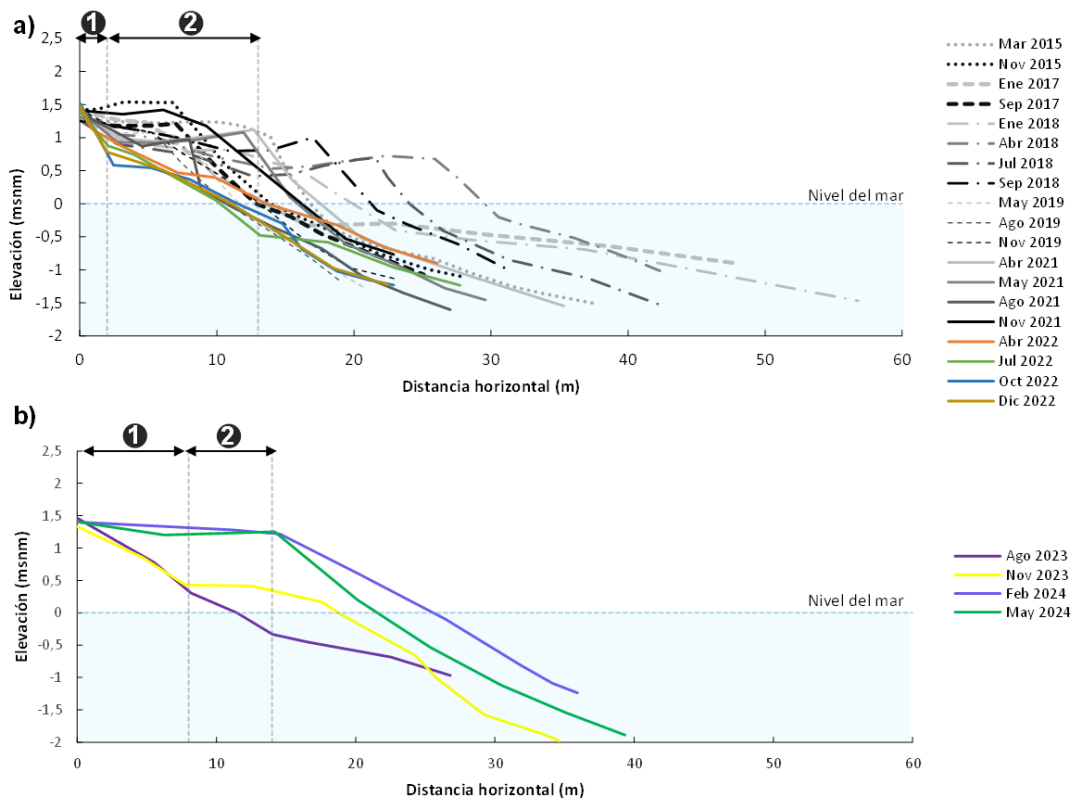 a)
1
2
2,5
2
1,5
1
0,5
0
-0,5
-1
-1,5
-2
Elevación (msnm)
Nivel del mar
0
10
20
30
40
50
60
Distancia horizontal (m)
Mar 2015
Nov 2015
Ene 2017
Sep 2017
Ene 2018
Abr 2018
Jul 2018
Sep 2018
May 2019
Ago 2019
Nov 2019
Abr 2021
May 2021
Ago 2021
Nov 2021
Abr 2022
Jul 2022
Oct 2022
Dic 2022
b)
1
2
2,5
2
1,5
1
0,5
0
-0,5
-1
-1,5
-2
Elevación (msnm)
Nivel del mar
0
10
20
30
40
50
60
Distancia horizontal (m)
Ago 2023
Nov 2023
Feb 2024
May 2024